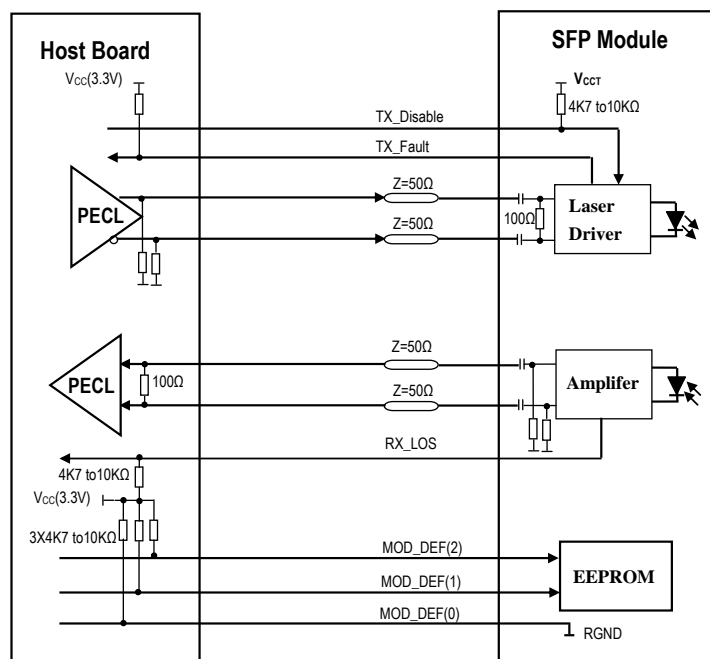 Host Board
SFP Module
VCC(3.3V)
VCCT
4K7 to10KΩ
TX_Disable
TX_Fault
Z=50Ω
PECL
Z=50Ω
100Ω
Laser
Driver
Z=50Ω
PECL
100Ω
Z=50Ω
Amplifer
RX_LOS
4K7 to10KΩ
VCC(3.3V)
3X4K7 to10KΩ
MOD_DEF(2)
MOD_DEF(1)
EEPROM
MOD_DEF(0)
RGND